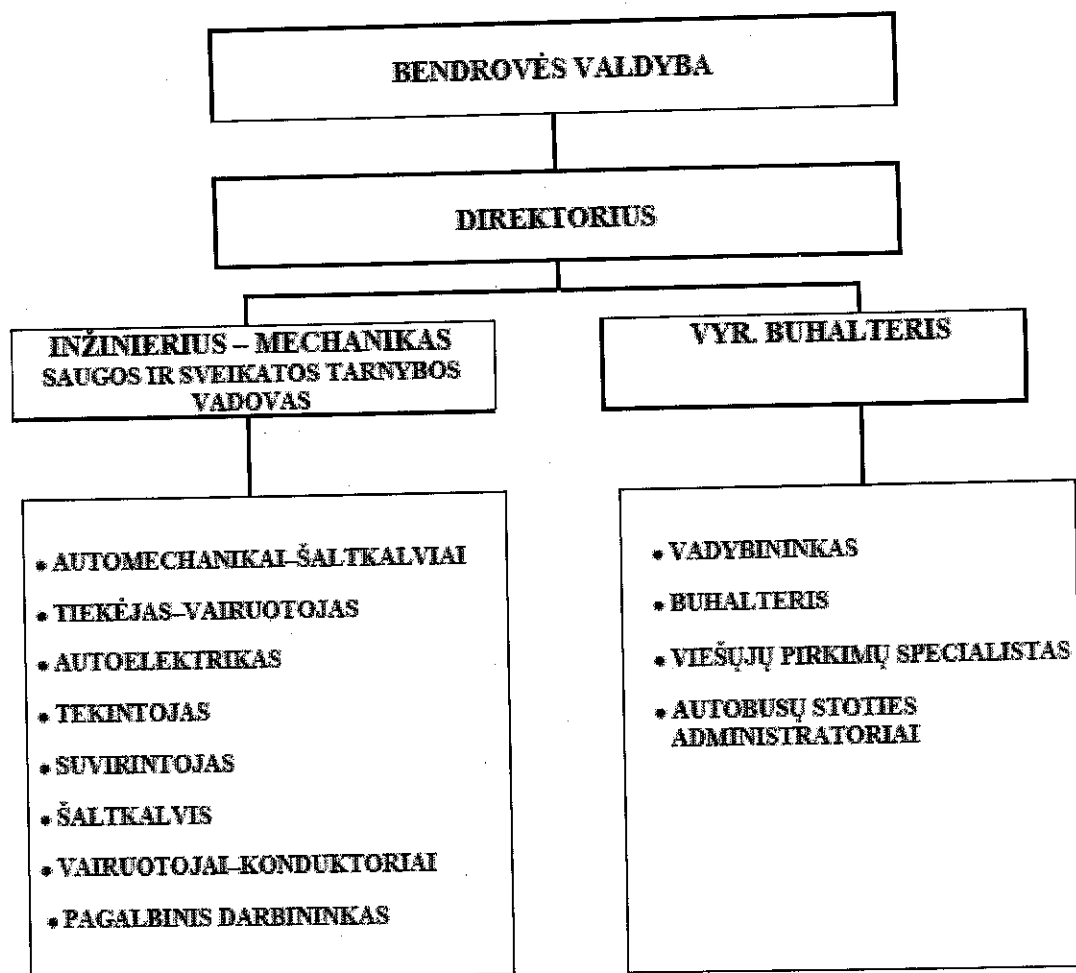 BENDROVĖS VALDYBA
DIREKTORIUS
INŽINIERIUS – MECHANIKAS
SAUGOS IR SVEIKATOS TARNYBOS
VADOVAS
VYR. BUHALTERIS
• AUTOMECHANIKAI–ŠALTKALVIAI
• TIEKĖJAS–VAIRUOTOJAS
• AUTOELEKTRIKAS
• TEKINTOJAS
• SUVIRINTOJAS
• ŠALTKALVIS
• VAIRUOTOJAI–KONDUKTORIAI
• PAGALBINIS DARBININKAS
• VADYBININKAS
• BUHALTERIS
• VIEŠŲJŲ PIRKIMŲ SPECIALISTAS
• AUTOBUSŲ STOTIES
ADMINISTRATORIAI